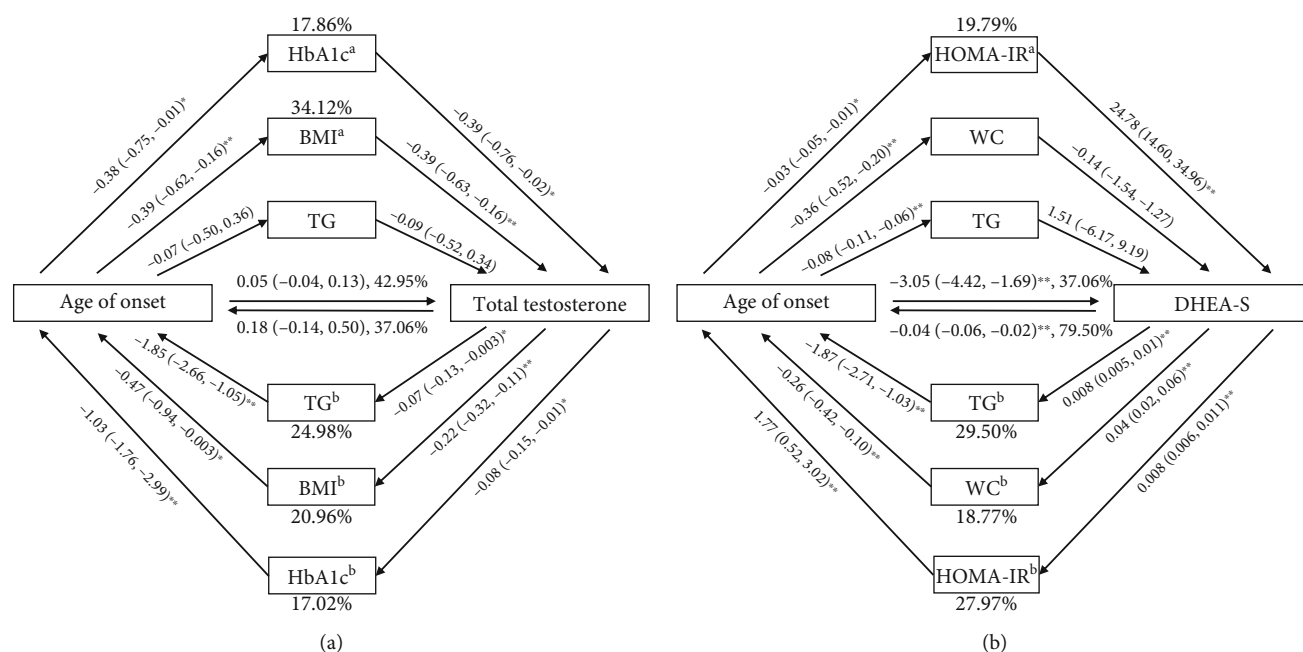 17.86%
HbA1cᵃ
−0.38 (−0.75, −0.01)*
−0.39 (−0.76, −0.02)*
34.12%
BMIᵃ
−0.39 (−0.62, −0.16)**
−0.39 (−0.63, −0.16)**
TG
−0.07 (−0.50, 0.36)
−0.09 (−0.52, 0.34)
Age of onset
0.05 (−0.04, 0.13), 42.95%
0.18 (−0.14, 0.50), 37.06%
Total testosterone
−1.85 (−2.66, −1.05)**
TGᵇ
24.98%
−0.07 (−0.13, −0.003)*
−0.47 (−0.94, −0.003)*
BMIᵇ
20.96%
−0.22 (−0.32, −0.11)**
−1.03 (−1.76, −2.99)**
HbA1cᵇ
17.02%
−0.08 (−0.15, −0.01)*
(a)
19.79%
HOMA-IRᵃ
−0.03 (−0.05, −0.01)*
24.78 (14.60, 34.96)**
WC
−0.36 (−0.52, −0.20)**
−0.14 (−1.54, −1.27)
TG
−0.08 (−0.11, −0.06)**
1.51 (−6.17, 9.19)
Age of onset
−3.05 (−4.42, −1.69)**, 37.06%
−0.04 (−0.06, −0.02)**, 79.50%
DHEA-S
−1.87 (−2.71, −1.03)**
TGᵇ
29.50%
0.008 (0.005, 0.01)**
−0.26 (−0.42, −0.10)**
WCᵇ
18.77%
0.04 (0.02, 0.06)**
1.77 (0.52, 3.02)**
HOMA-IRᵇ
27.97%
0.008 (0.006, 0.011)**
(b)